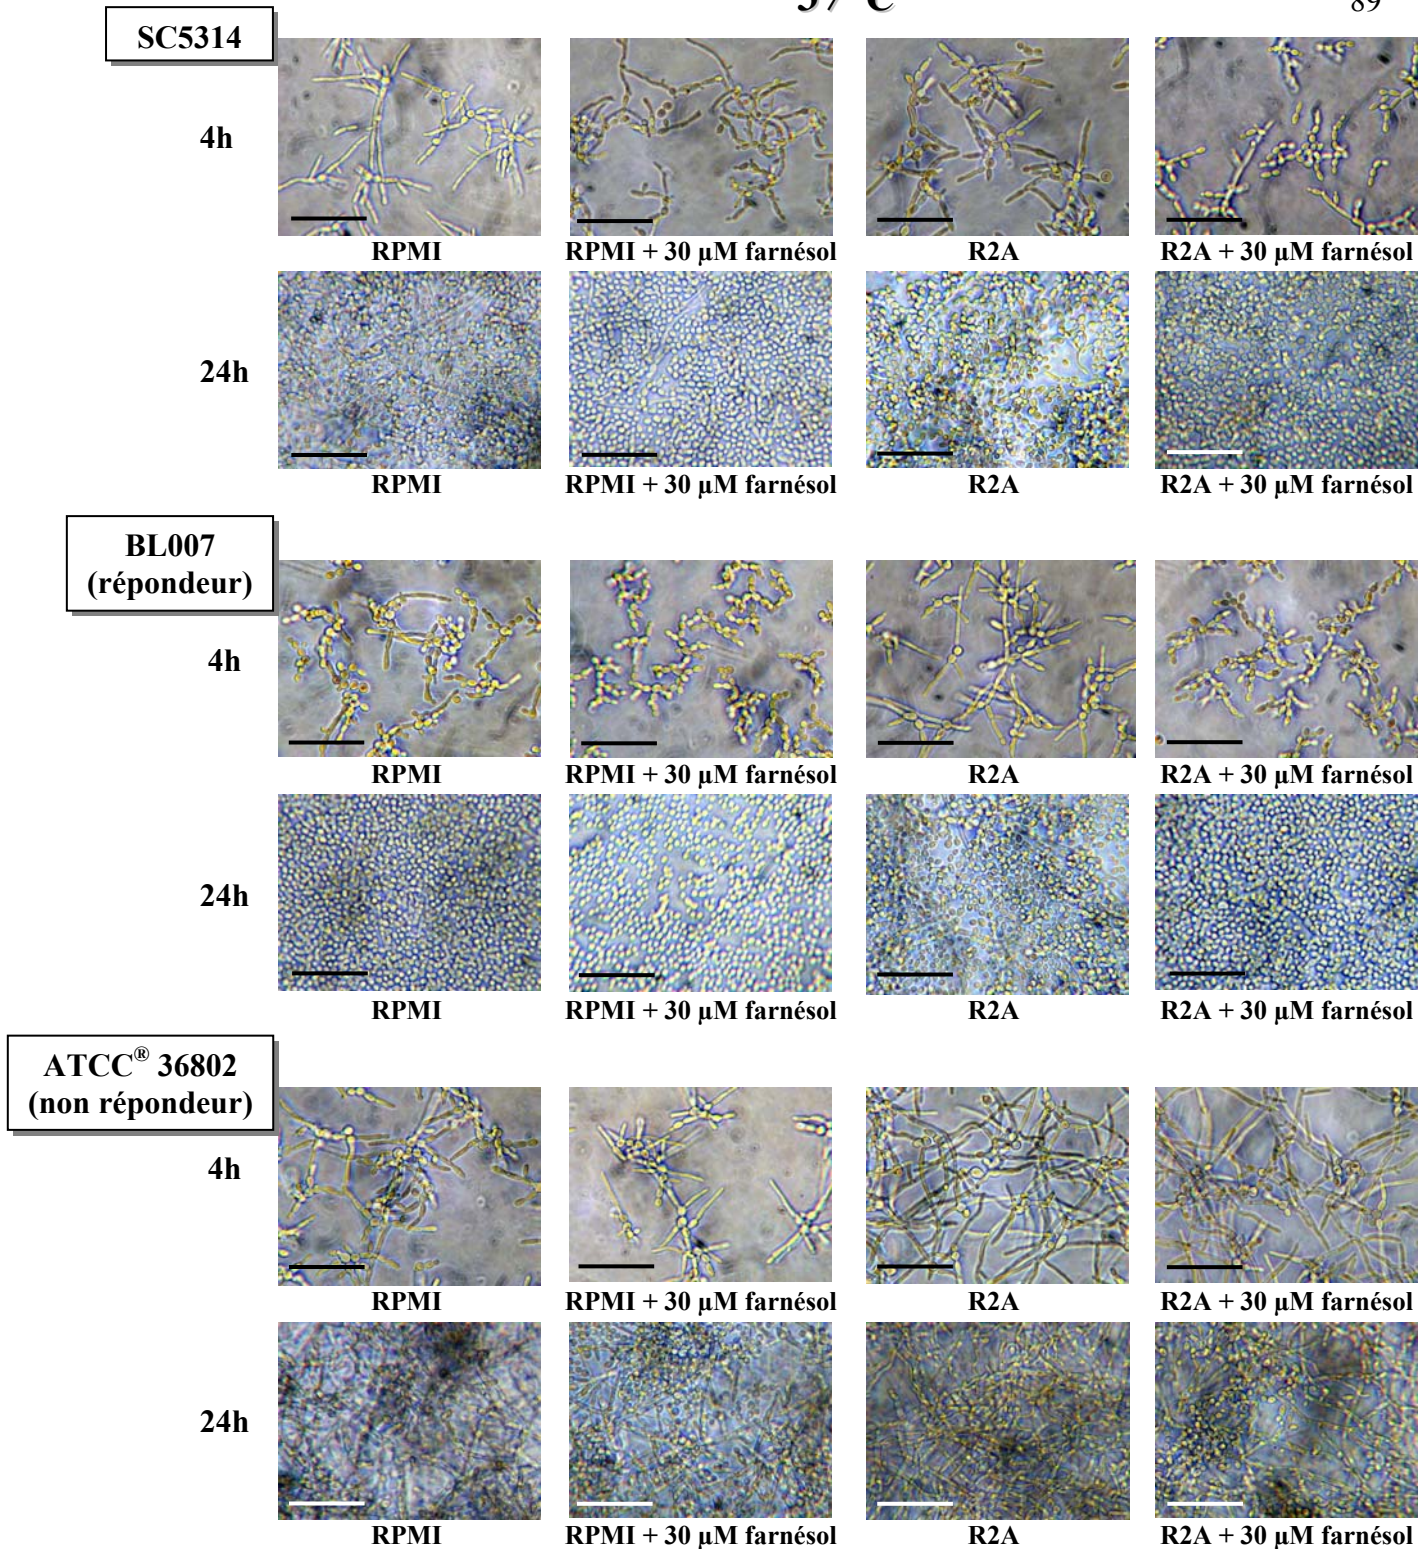 37°C
89
SC5314
4h
RPMI
RPMI + 30 µM farnésol
R2A
R2A + 30 µM farnésol
24h
RPMI
RPMI + 30 µM farnésol
R2A
R2A + 30 µM farnésol
BL007
(répondeur)
4h
RPMI
RPMI + 30 µM farnésol
R2A
R2A + 30 µM farnésol
24h
RPMI
RPMI + 30 µM farnésol
R2A
R2A + 30 µM farnésol
ATCC® 36802
(non répondeur)
4h
RPMI
RPMI + 30 µM farnésol
R2A
R2A + 30 µM farnésol
24h
RPMI
RPMI + 30 µM farnésol
R2A
R2A + 30 µM farnésol